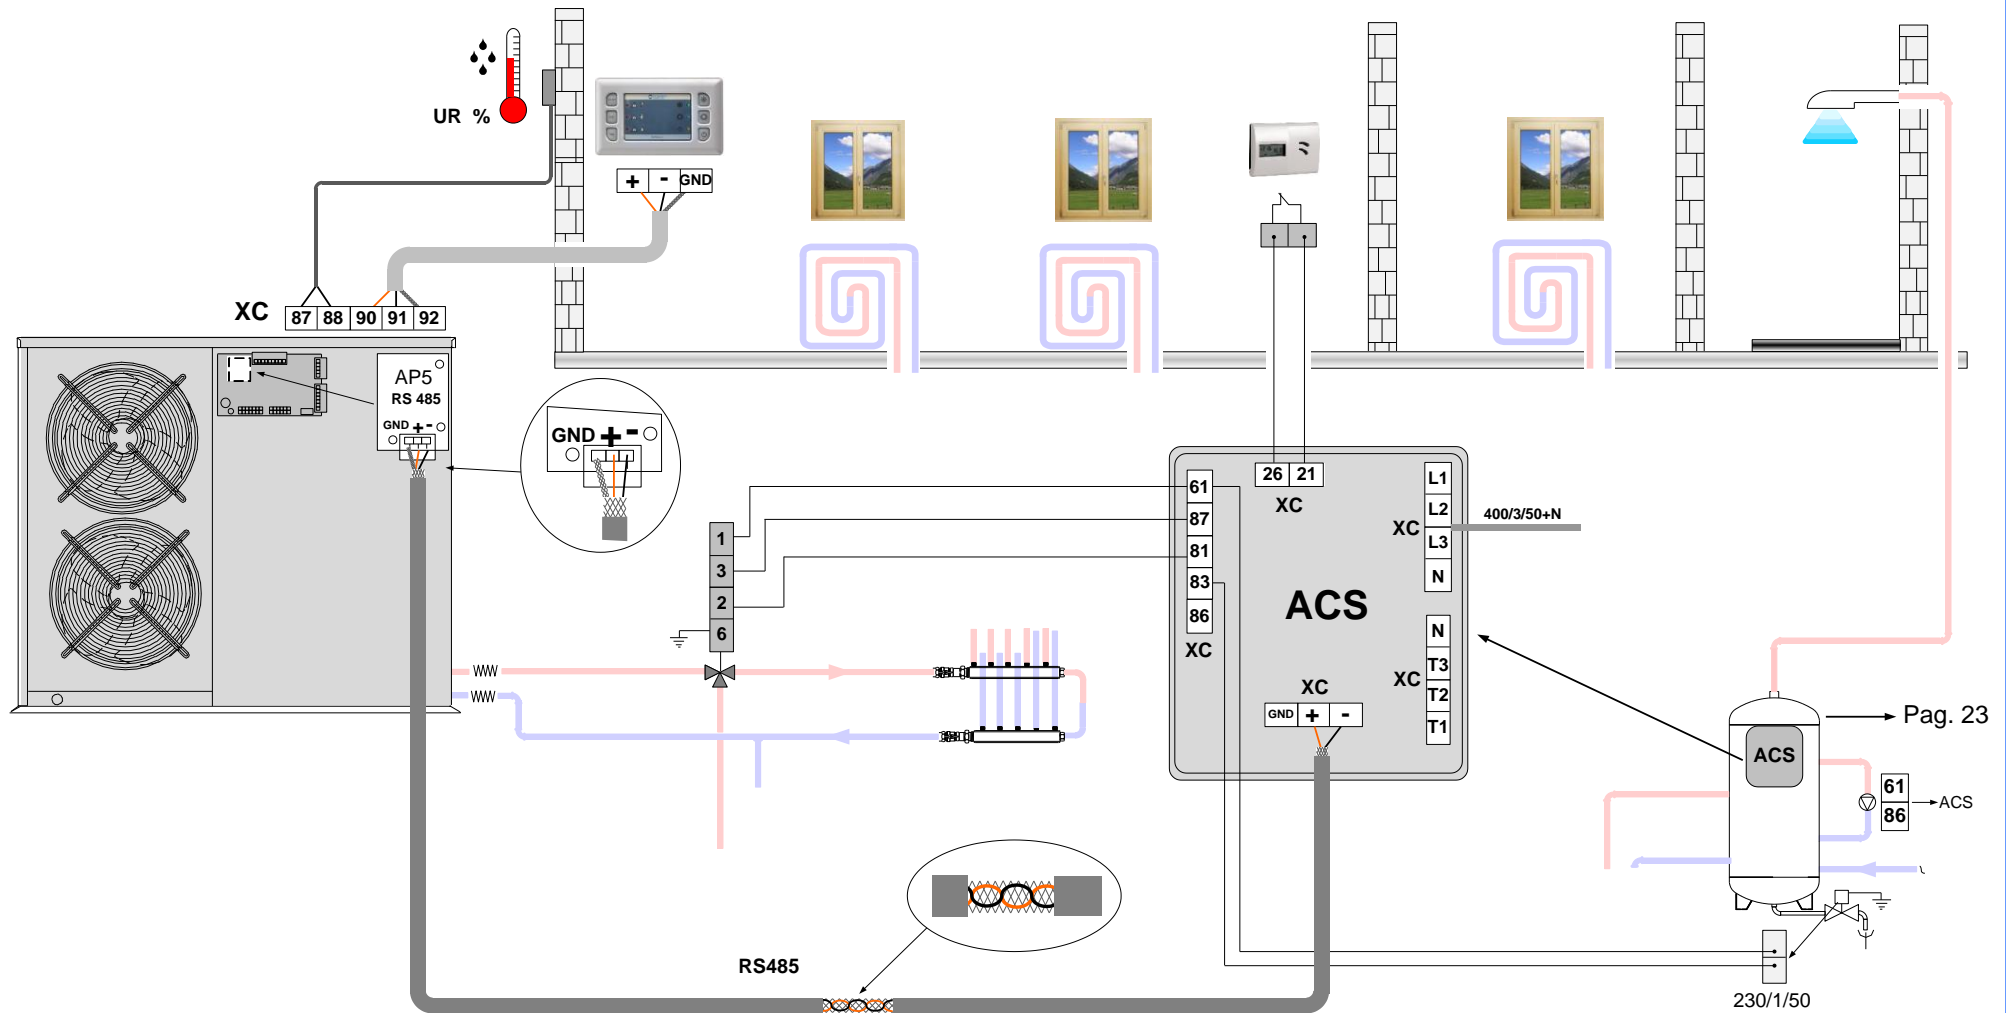 UR %
+ - GND
XC 87 88 90 91 92
AP5
RS 485
GND + -
GND + -
1
3
2
6
61
87
81
83
86
XC
26 21
XC
L1
L2
L3
N
XC
400/3/50+N
ACS
N
T3
T2
T1
XC
XC
GND + -
Pag. 23
ACS
61
86
ACS
RS485
230/1/50